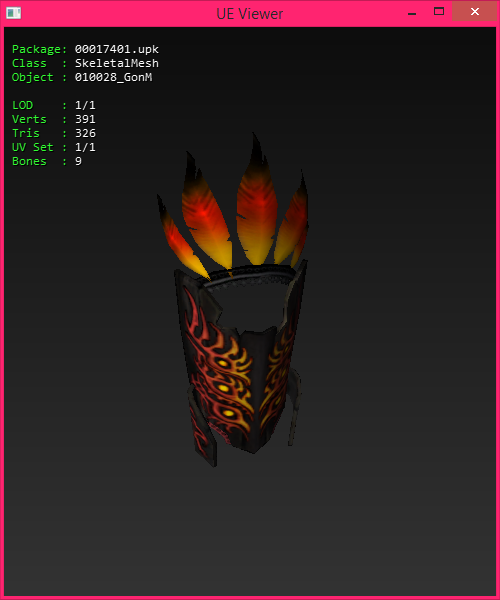 UE Viewer
Package: 00017401.upk
Class  : SkeletalMesh
Object : 010028_GonM
LOD    : 1/1
Verts  : 391
Tris   : 326
UV Set : 1/1
Bones  : 9